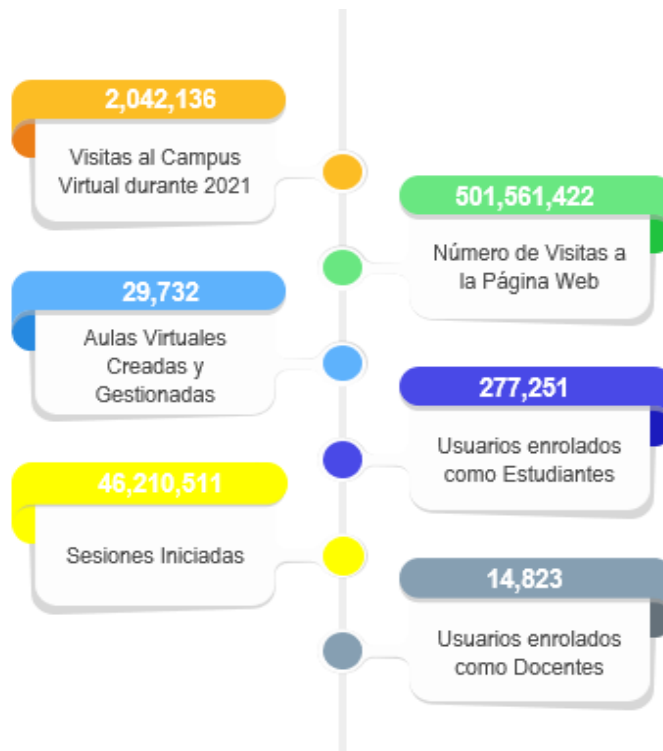 2,042,136
Visitas al Campus
Virtual durante 2021
501,561,422
Número de Visitas a
la Página Web
29,732
Aulas Virtuales
Creadas y
Gestionadas
277,251
Usuarios enrolados
como Estudiantes
46,210,511
Sesiones Iniciadas
14,823
Usuarios enrolados
como Docentes